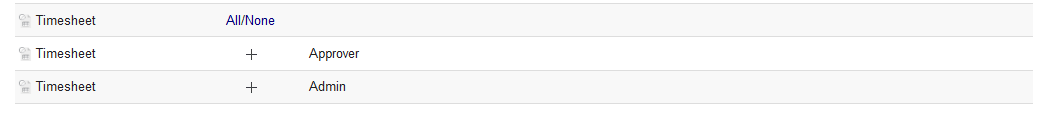 Timesheet All/None
Timesheet + Approver
Timesheet + Admin